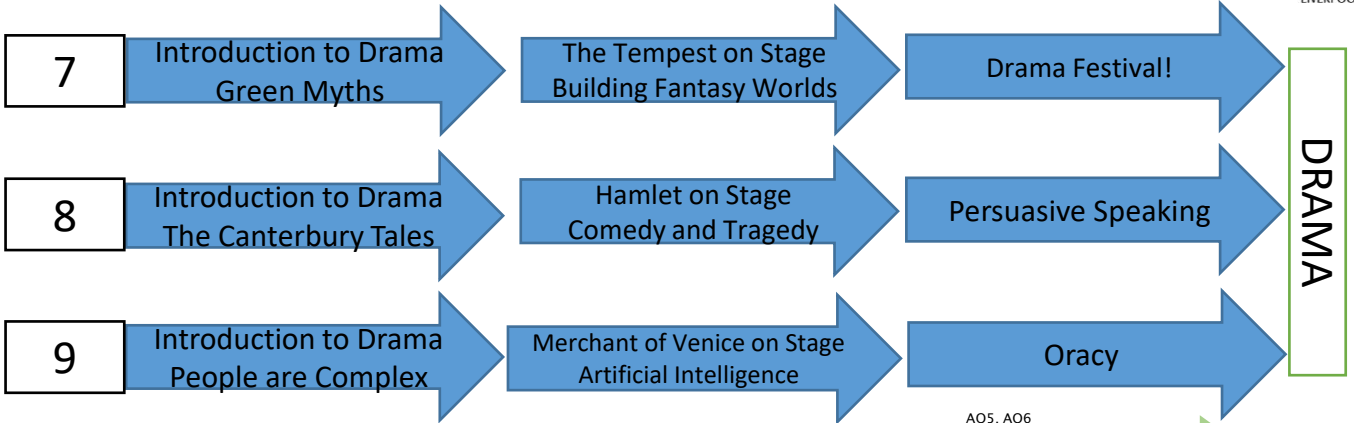 7
Introduction to Drama
Green Myths
The Tempest on Stage
Building Fantasy Worlds
Drama Festival!
8
Introduction to Drama
The Canterbury Tales
Hamlet on Stage
Comedy and Tragedy
Persuasive Speaking
9
Introduction to Drama
People are Complex
Merchant of Venice on Stage
Artificial Intelligence
Oracy
DRAMA
AO5, AO6